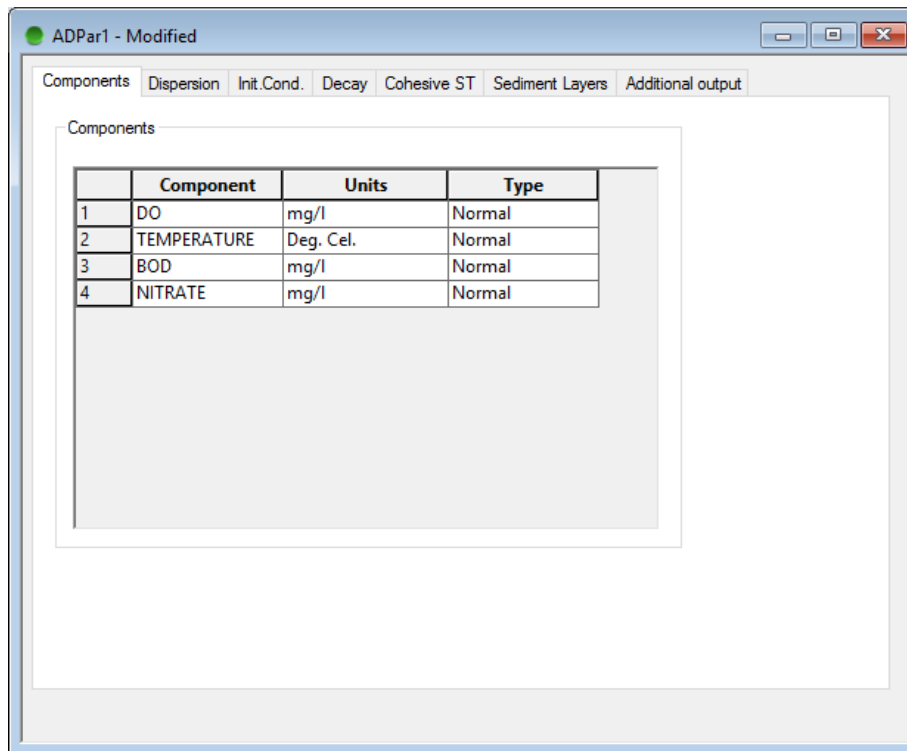 ADPar1 - Modified
Components Dispersion Init.Cond. Decay Cohesive ST Sediment Layers Additional output
Components
Component Units Type
1 DO mg/l Normal
2 TEMPERATURE Deg. Cel. Normal
3 BOD mg/l Normal
4 NITRATE mg/l Normal